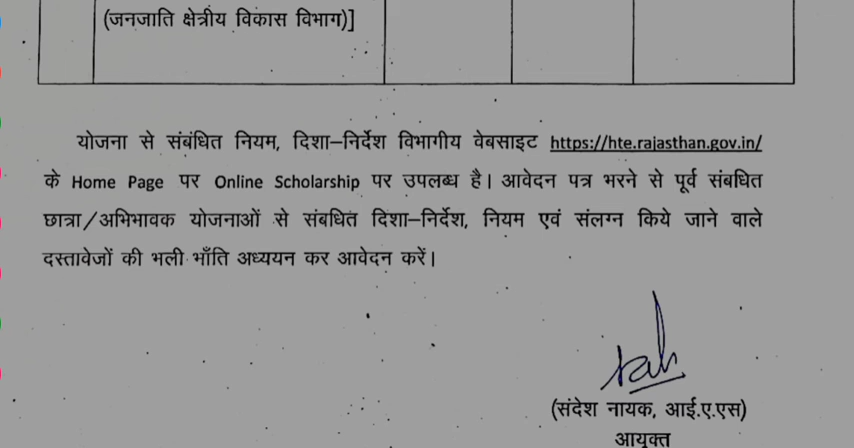 (जनजाति क्षेत्रीय विकास विभाग)]
योजना से संबंधित नियम, दिशा–निर्देश विभागीय वेबसाइट https://hte.rajasthan.gov.in/
के Home Page पर Online Scholarship पर उपलब्ध है। आवेदन पत्र भरने से पूर्व संबधित
छात्रा/अभिभावक योजनाओं से संबधित दिशा–निर्देश, नियम एवं संलग्न किये जाने वाले
दस्तावेजों की भली भाँति अध्ययन कर आवेदन करें।
(संदेश नायक, आई.ए.एस)
आयुक्त